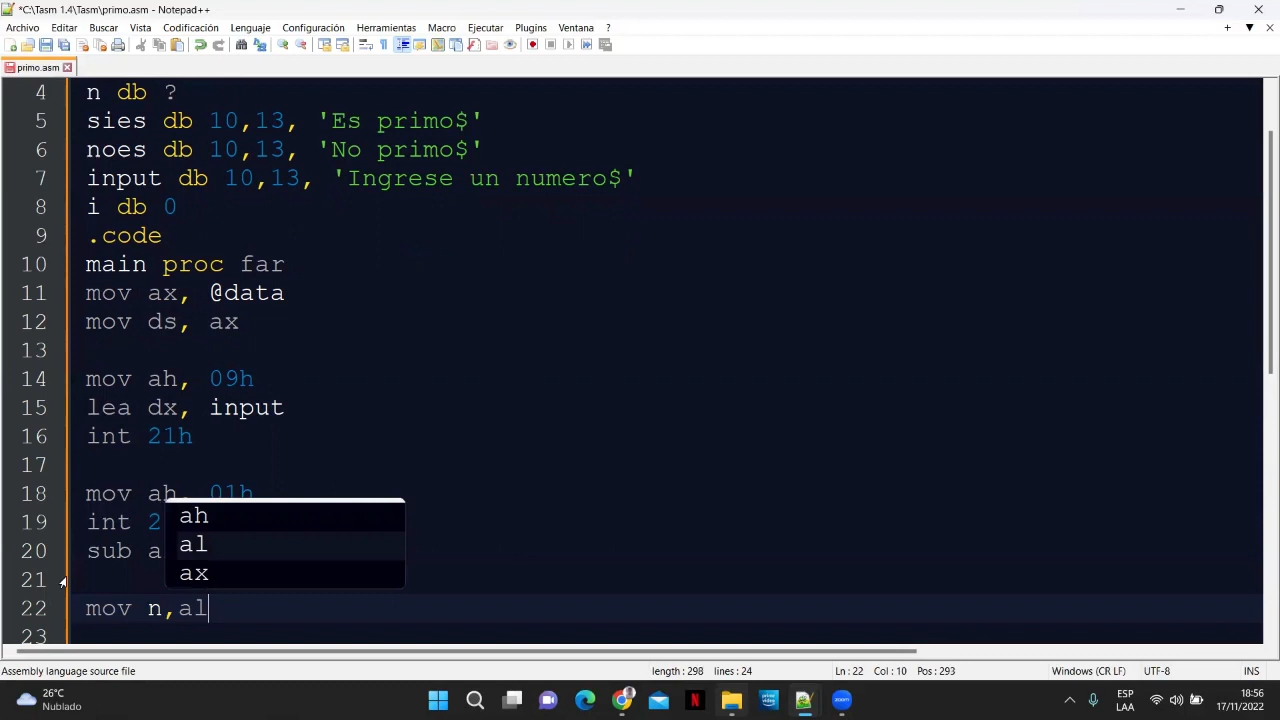 *C:\Tasm 1.4\Tasm\primo.asm - Notepad++
Archivo Editar Buscar Vista Codificación Lenguaje Configuración Herramientas Macro Ejecutar Plugins Ventana ?
primo.asm
4 n db ?
5 sies db 10,13, 'Es primo$'
6 noes db 10,13, 'No primo$'
7 input db 10,13, 'Ingrese un numero$'
8 i db 0
9 .code
10 main proc far
11 mov ax, @data
12 mov ds, ax
13
14 mov ah, 09h
15 lea dx, input
16 int 21h
17
18 mov ah, 01h
19 int 2
20 sub a
21
22 mov n,al
23
ah
al
ax
Assembly language source file length : 298 lines : 24 Ln : 22 Col : 10 Pos : 293 Windows (CR LF) UTF-8 INS
26°C
Nublado
ESP
LAA
18:56
17/11/2022